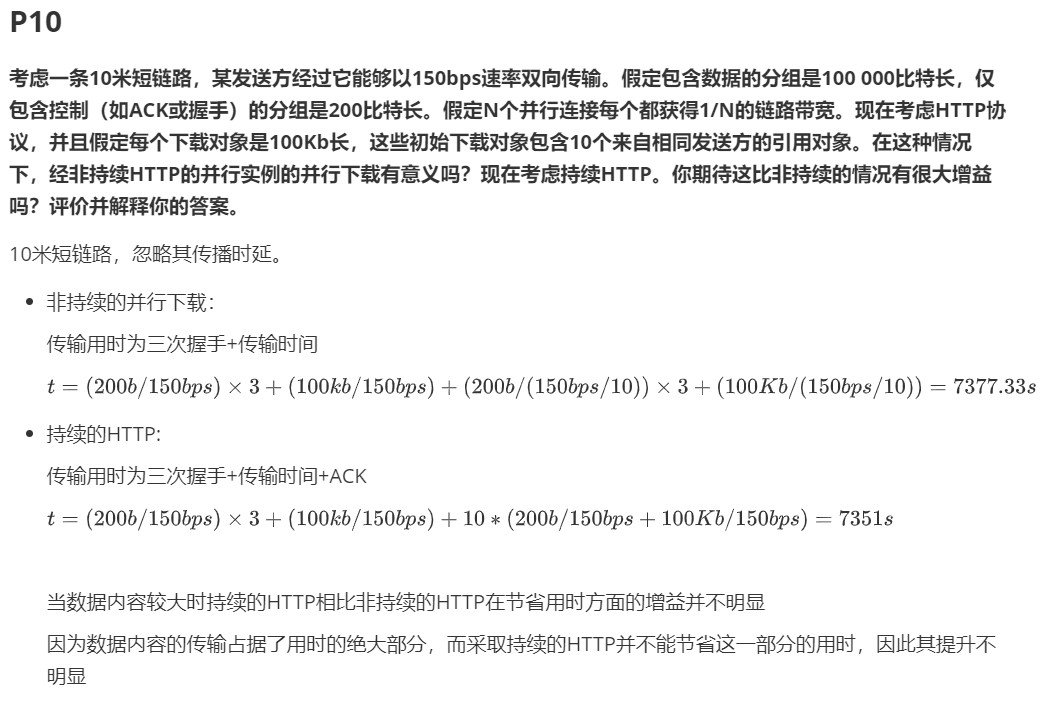 P10
考虑一条10米短链路，某发送方经过它能够以150bps速率双向传输。假定包含数据的分组是100 000比特长，仅
包含控制（如ACK或握手）的分组是200比特长。假定N个并行连接每个都获得1/N的链路带宽。现在考虑HTTP协
议，并且假定每个下载对象是100Kb长，这些初始下载对象包含10个来自相同发送方的引用对象。在这种情况
下，经非持续HTTP的并行实例的并行下载有意义吗？现在考虑持续HTTP。你期待这比非持续的情况有很大增益
吗？评价并解释你的答案。
10米短链路，忽略其传播时延。
• 非持续的并行下载：
传输用时为三次握手+传输时间
t = (200b/150bps) × 3 + (100kb/150bps) + (200b/(150bps/10)) × 3 + (100Kb/(150bps/10)) = 7377.33s
• 持续的HTTP:
传输用时为三次握手+传输时间+ACK
t = (200b/150bps) × 3 + (100kb/150bps) + 10 ∗ (200b/150bps + 100Kb/150bps) = 7351s
当数据内容较大时持续的HTTP相比非持续的HTTP在节省用时方面的增益并不明显
因为数据内容的传输占据了用时的绝大部分，而采取持续的HTTP并不能节省这一部分的用时，因此其提升不
明显